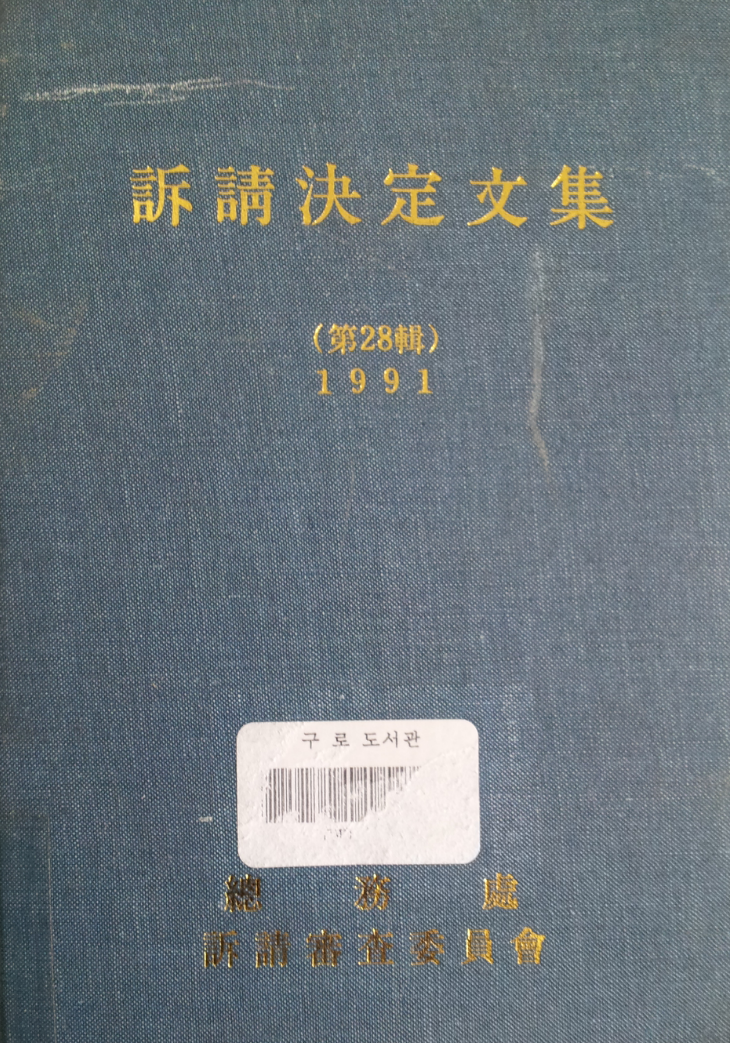 訴請決定文集
(第28輯)
1991
구로 도서관
總務處
訴請審査委員會